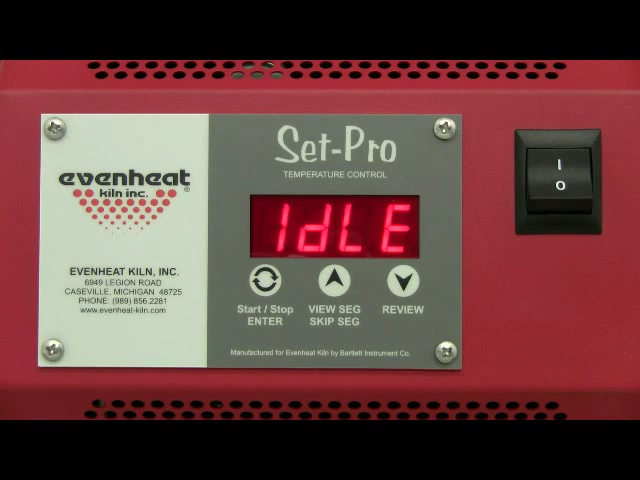 evenheat®
kiln inc.
EVENHEAT KILN, INC.
6949 LEGION ROAD
CASEVILLE, MICHIGAN 48725
PHONE: (989) 856.2281
www.evenheat-kiln.com
Set-Pro
TEMPERATURE CONTROL
IdLE
Start / Stop
ENTER
VIEW SEG
SKIP SEG
REVIEW
Manufactured for Evenheat Kiln by Bartlett Instrument Co.
I
O